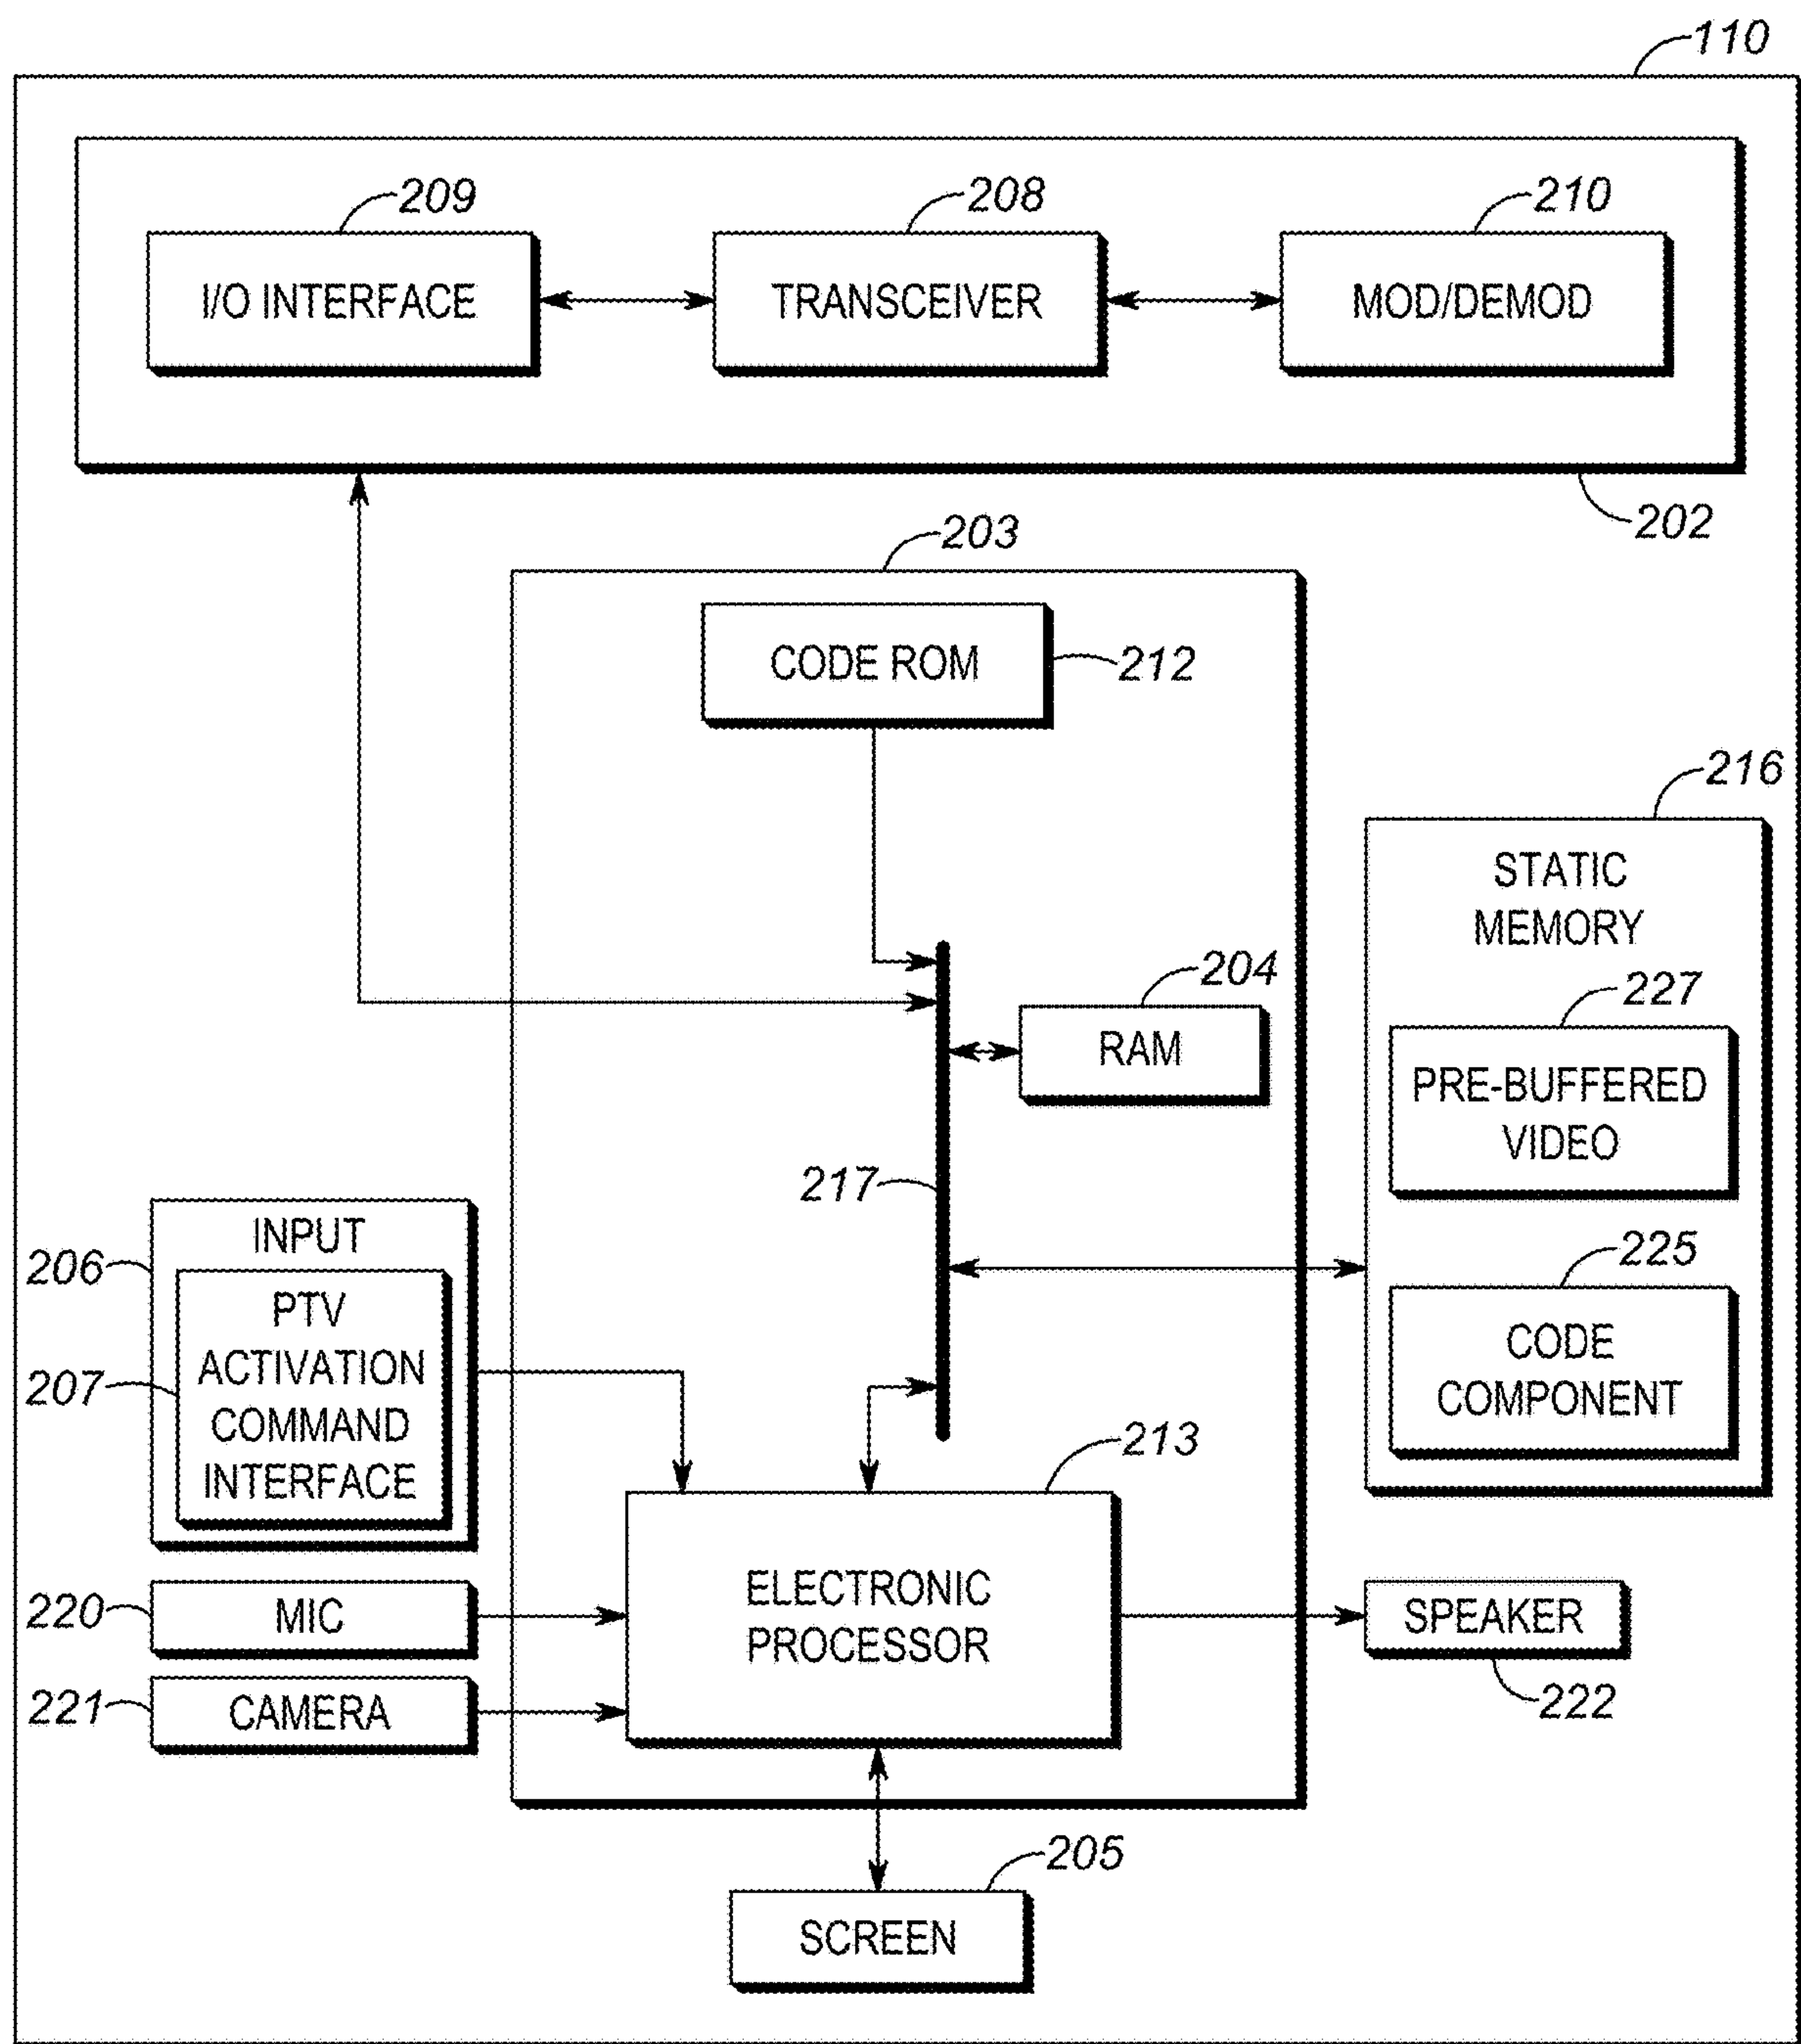 110
209
208
210
I/O INTERFACE
TRANSCEIVER
MOD/DEMOD
202
203
CODE ROM
212
216
STATIC
MEMORY
204
RAM
227
PRE-BUFFERED
VIDEO
217
206
INPUT
225
207
PTV
ACTIVATION
COMMAND
INTERFACE
CODE
COMPONENT
213
ELECTRONIC
PROCESSOR
220
MIC
SPEAKER
222
221
CAMERA
205
SCREEN